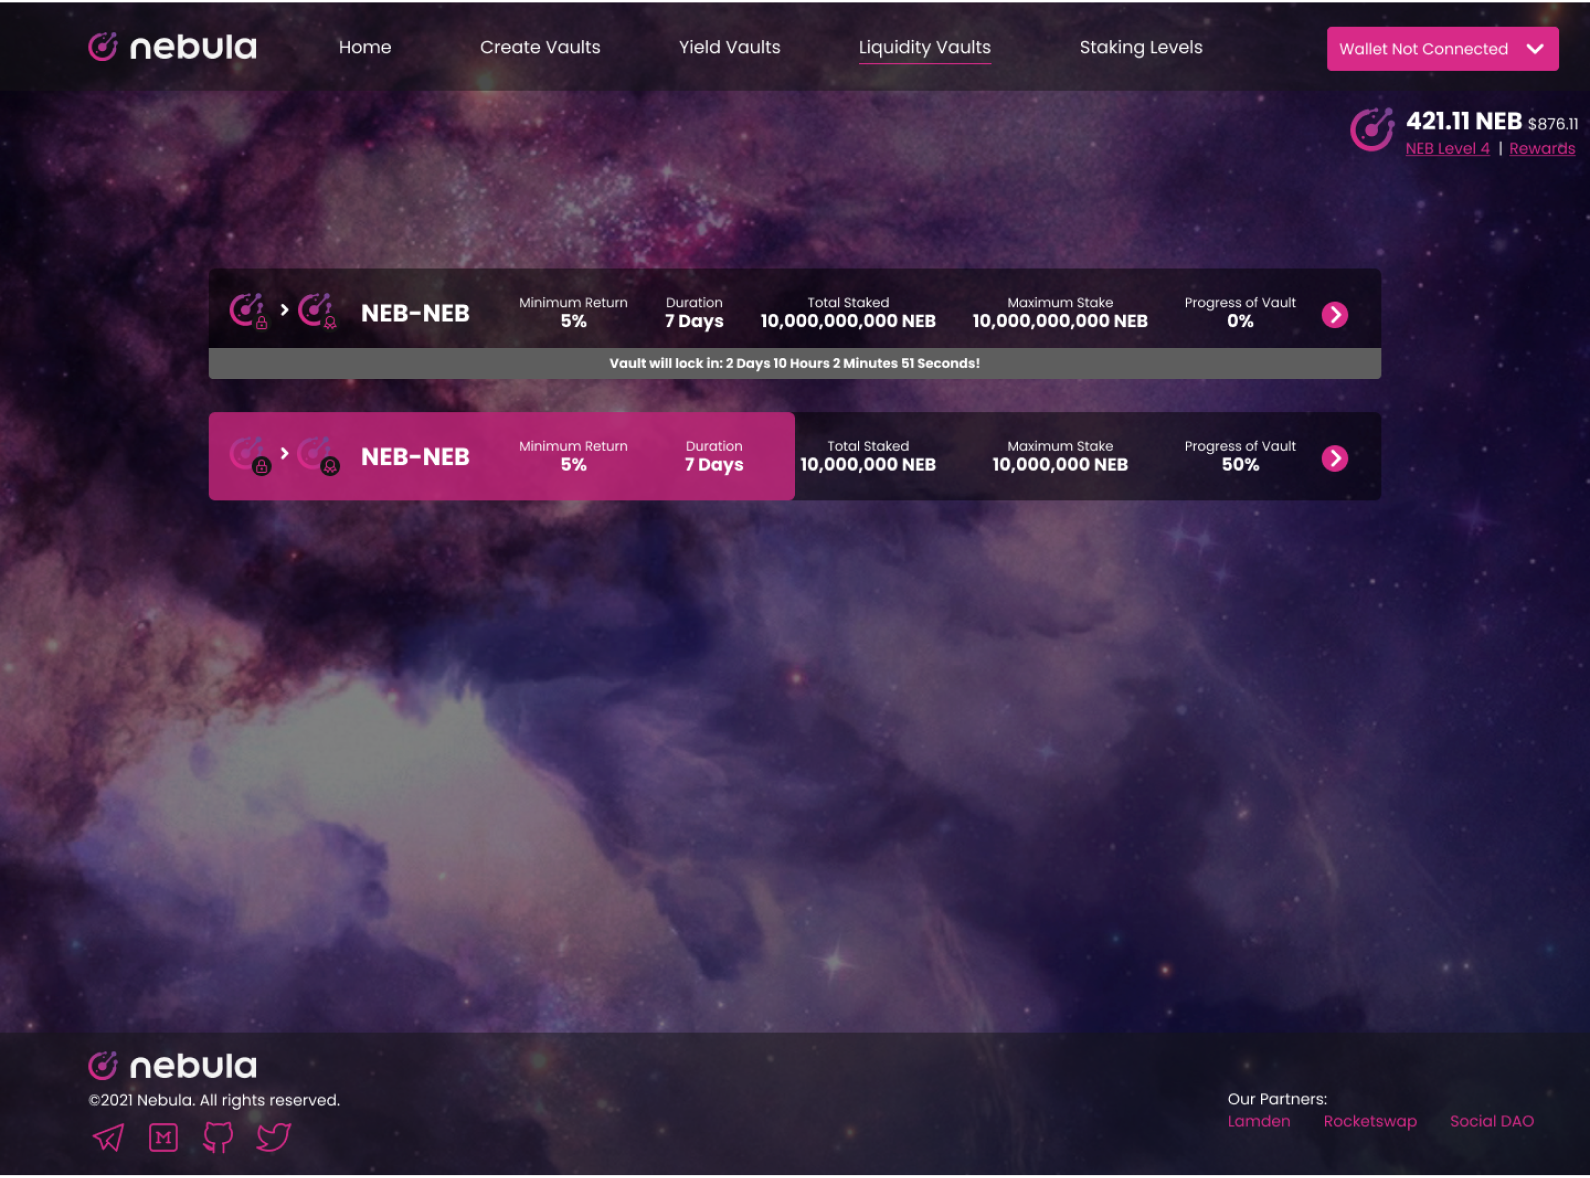 nebula
Home
Create Vaults
Yield Vaults
Liquidity Vaults
Staking Levels
Wallet Not Connected
421.11 NEB $876.11
NEB Level 4 | Rewards
NEB-NEB
Minimum Return
5%
Duration
7 Days
Total Staked
10,000,000,000 NEB
Maximum Stake
10,000,000,000 NEB
Progress of Vault
0%
Vault will lock in: 2 Days 10 Hours 2 Minutes 51 Seconds!
NEB-NEB
Minimum Return
5%
Duration
7 Days
Total Staked
10,000,000 NEB
Maximum Stake
10,000,000 NEB
Progress of Vault
50%
nebula
©2021 Nebula. All rights reserved.
M
Our Partners:
Lamden
Rocketswap
Social DAO